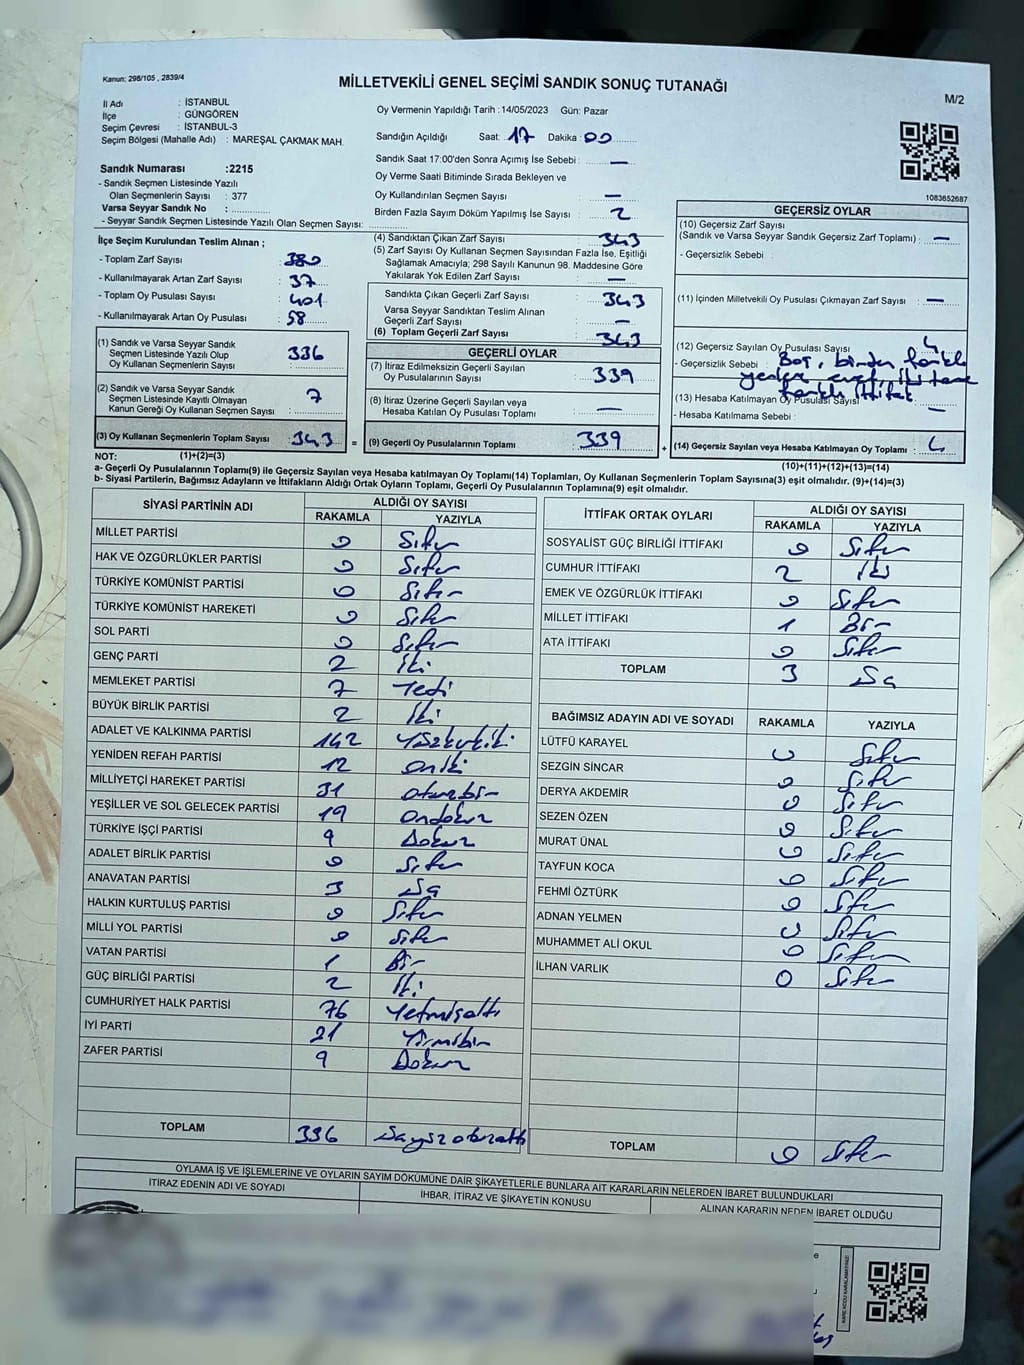 Kanun: 298/105 , 2839/4
MİLLETVEKİLİ GENEL SEÇİMİ SANDIK SONUÇ TUTANAĞI
M/2
İl Adı : İSTANBUL
İlçe : GÜNGÖREN
Seçim Çevresi : İSTANBUL-3
Seçim Bölgesi (Mahalle Adı) : MAREŞAL ÇAKMAK MAH.
Oy Vermenin Yapıldığı Tarih : 14/05/2023 Gün: Pazar
Sandığın Açıldığı Saat: 17 Dakika: 00
Sandık Saat 17:00'den Sonra Açımış İse Sebebi : —
Oy Verme Saati Bitiminde Sırada Bekleyen ve
Oy Kullandırılan Seçmen Sayısı : —
Birden Fazla Sayım Döküm Yapılmış İse Sayısı : 2
Sandık Numarası :2215
- Sandık Seçmen Listesinde Yazılı
Olan Seçmenlerin Sayısı : 377
Varsa Seyyar Sandık No :
- Seyyar Sandık Seçmen Listesinde Yazılı Olan Seçmen Sayısı:
İlçe Seçim Kurulundan Teslim Alınan ;
- Toplam Zarf Sayısı : 380
- Kullanılmayarak Artan Zarf Sayısı : 37
- Toplam Oy Pusulası Sayısı : 401
- Kullanılmayarak Artan Oy Pusulası : 58
(1) Sandık ve Varsa Seyyar Sandık
Seçmen Listesinde Yazılı Olup
Oy Kullanan Seçmenlerin Sayısı : 336
(2) Sandık ve Varsa Seyyar Sandık
Seçmen Listesinde Kayıtlı Olmayan
Kanun Gereği Oy Kullanan Seçmen Sayısı : 7
(3) Oy Kullanan Seçmenlerin Toplam Sayısı : 343
(4) Sandıktan Çıkan Zarf Sayısı : 343
(5) Zarf Sayısı Oy Kullanan Seçmen Sayısından Fazla İse, Eşitliği
Sağlamak Amacıyla; 298 Sayılı Kanunun 98. Maddesine Göre
Yakılarak Yok Edilen Zarf Sayısı : —
Sandıkta Çıkan Geçerli Zarf Sayısı : 343
Varsa Seyyar Sandıktan Teslim Alınan
Geçerli Zarf Sayısı : —
(6) Toplam Geçerli Zarf Sayısı : 343
GEÇERLİ OYLAR
(7) İtiraz Edilmeksizin Geçerli Sayılan
Oy Pusulalarının Sayısı : 339
(8) İtiraz Üzerine Geçerli Sayılan veya
Hesaba Katılan Oy Pusulası Toplamı : —
= (9) Geçerli Oy Pusulalarının Toplamı : 339
1083652687
GEÇERSİZ OYLAR
(10) Geçersiz Zarf Sayısı
(Sandık ve Varsa Seyyar Sandık Geçersiz Zarf Toplamı) : —
- Geçersizlik Sebebi :
(11) İçinden Milletvekili Oy Pusulası Çıkmayan Zarf Sayısı : —
(12) Geçersiz Sayılan Oy Pusulası Sayısı : 4
- Geçersizlik Sebebi : Boş, birden farklı
yerden evet, iki tane
farklı ittifak
(13) Hesaba Katılmayan Oy Pusulası Sayısı : —
- Hesaba Katılmama Sebebi :
+ (14) Geçersiz Sayılan veya Hesaba Katılmayan Oy Toplamı : 4
NOT: (1)+(2)=(3)
(10)+(11)+(12)+(13)=(14)
a- Geçerli Oy Pusulalarının Toplamı(9) ile Geçersiz Sayılan veya Hesaba katılmayan Oy Toplamı(14) Toplamları, Oy Kullanan Seçmenlerin Toplam Sayısına(3) eşit olmalıdır. (9)+(14)=(3)
b- Siyasi Partilerin, Bağımsız Adayların ve İttifakların Aldığı Ortak Oyların Toplamı, Geçerli Oy Pusulalarının Toplamına(9) eşit olmalıdır.
SİYASİ PARTİNİN ADI ALDIĞI OY SAYISI
RAKAMLA YAZIYLA
MİLLET PARTİSİ 0 Sıfır
HAK VE ÖZGÜRLÜKLER PARTİSİ 0 Sıfır
TÜRKİYE KOMÜNİST PARTİSİ 0 Sıfır
TÜRKİYE KOMÜNİST HAREKETİ 0 Sıfır
SOL PARTİ 0 Sıfır
GENÇ PARTİ 2 İki
MEMLEKET PARTİSİ 7 Yedi
BÜYÜK BİRLİK PARTİSİ 2 İki
ADALET VE KALKINMA PARTİSİ 142 Yüzkırkiki
YENİDEN REFAH PARTİSİ 12 Oniki
MİLLİYETÇİ HAREKET PARTİSİ 31 Otuzbir
YEŞİLLER VE SOL GELECEK PARTİSİ 19 Ondokuz
TÜRKİYE İŞÇİ PARTİSİ 9 Dokuz
ADALET BİRLİK PARTİSİ 0 Sıfır
ANAVATAN PARTİSİ 3 Üç
HALKIN KURTULUŞ PARTİSİ 0 Sıfır
MİLLİ YOL PARTİSİ 0 Sıfır
VATAN PARTİSİ 1 Bir
GÜÇ BİRLİĞİ PARTİSİ 2 İki
CUMHURİYET HALK PARTİSİ 76 Yetmişaltı
İYİ PARTİ 21 Yirmibir
ZAFER PARTİSİ 9 Dokuz
TOPLAM 336 üçyüzotuzaltı
İTTİFAK ORTAK OYLARI ALDIĞI OY SAYISI
RAKAMLA YAZIYLA
SOSYALİST GÜÇ BİRLİĞİ İTTİFAKI 0 Sıfır
CUMHUR İTTİFAKI 2 İki
EMEK VE ÖZGÜRLÜK İTTİFAKI 0 Sıfır
MİLLET İTTİFAKI 1 Bir
ATA İTTİFAKI 0 Sıfır
TOPLAM 3 Üç
BAĞIMSIZ ADAYIN ADI VE SOYADI RAKAMLA YAZIYLA
LÜTFÜ KARAYEL 0 Sıfır
SEZGİN SİNCAR 0 Sıfır
DERYA AKDEMİR 0 Sıfır
SEZEN ÖZEN 0 Sıfır
MURAT ÜNAL 0 Sıfır
TAYFUN KOCA 0 Sıfır
FEHMİ ÖZTÜRK 0 Sıfır
ADNAN YELMEN 0 Sıfır
MUHAMMET ALİ OKUL 0 Sıfır
İLHAN VARLIK 0 Sıfır
TOPLAM 0 Sıfır
OYLAMA İŞ VE İŞLEMLERİNE VE OYLARIN SAYIM DÖKÜMÜNE DAİR ŞİKAYETLERLE BUNLARA AİT KARARLARIN NELERDEN İBARET BULUNDUKLARI
İTİRAZ EDENİN ADI VE SOYADI İHBAR, İTİRAZ VE ŞİKAYETİN KONUSU ALINAN KARARIN NEDEN İBARET OLDUĞU